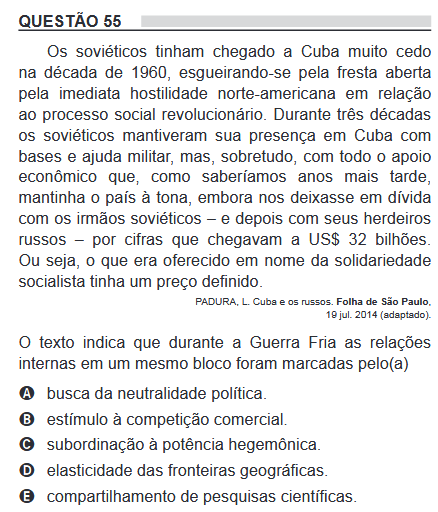 QUESTÃO 55
Os soviéticos tinham chegado a Cuba muito cedo
na década de 1960, esgueirando-se pela fresta aberta
pela imediata hostilidade norte-americana em relação
ao processo social revolucionário. Durante três décadas
os soviéticos mantiveram sua presença em Cuba com
bases e ajuda militar, mas, sobretudo, com todo o apoio
econômico que, como saberíamos anos mais tarde,
mantinha o país à tona, embora nos deixasse em dívida
com os irmãos soviéticos – e depois com seus herdeiros
russos – por cifras que chegavam a US$ 32 bilhões.
Ou seja, o que era oferecido em nome da solidariedade
socialista tinha um preço definido.
PADURA, L. Cuba e os russos. Folha de São Paulo,
19 jul. 2014 (adaptado).
O texto indica que durante a Guerra Fria as relações
internas em um mesmo bloco foram marcadas pelo(a)
A busca da neutralidade política.
B estímulo à competição comercial.
C subordinação à potência hegemônica.
D elasticidade das fronteiras geográficas.
E compartilhamento de pesquisas científicas.